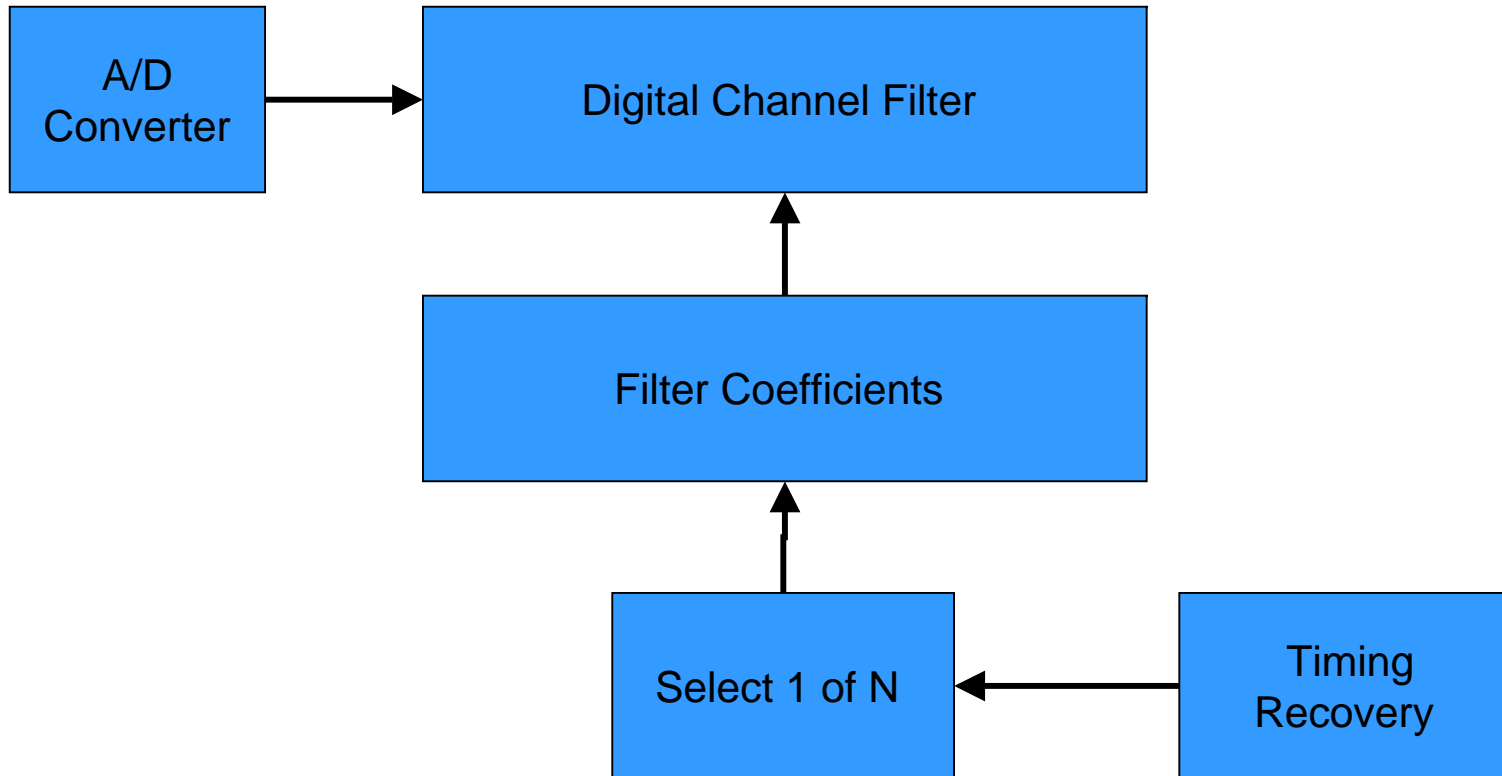 A/D
Converter
Digital Channel Filter
Filter Coefficients
Select 1 of N
Timing
Recovery